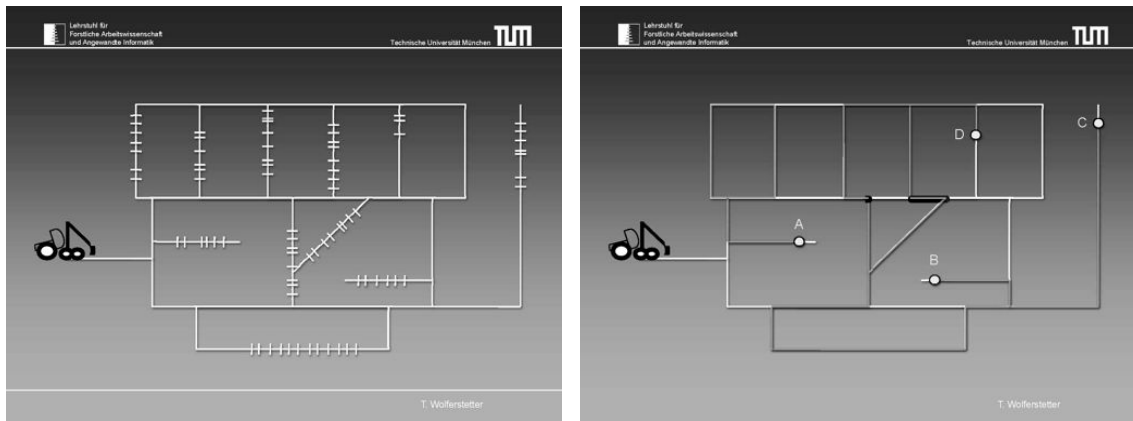 Lehrstuhl für
Forstliche Arbeitswissenschaft
und Angewandte Informatik
Technische Universität München TUM
T. Wolferstetter
Lehrstuhl für
Forstliche Arbeitswissenschaft
und Angewandte Informatik
Technische Universität München TUM
C
D
A
B
T. Wolferstetter